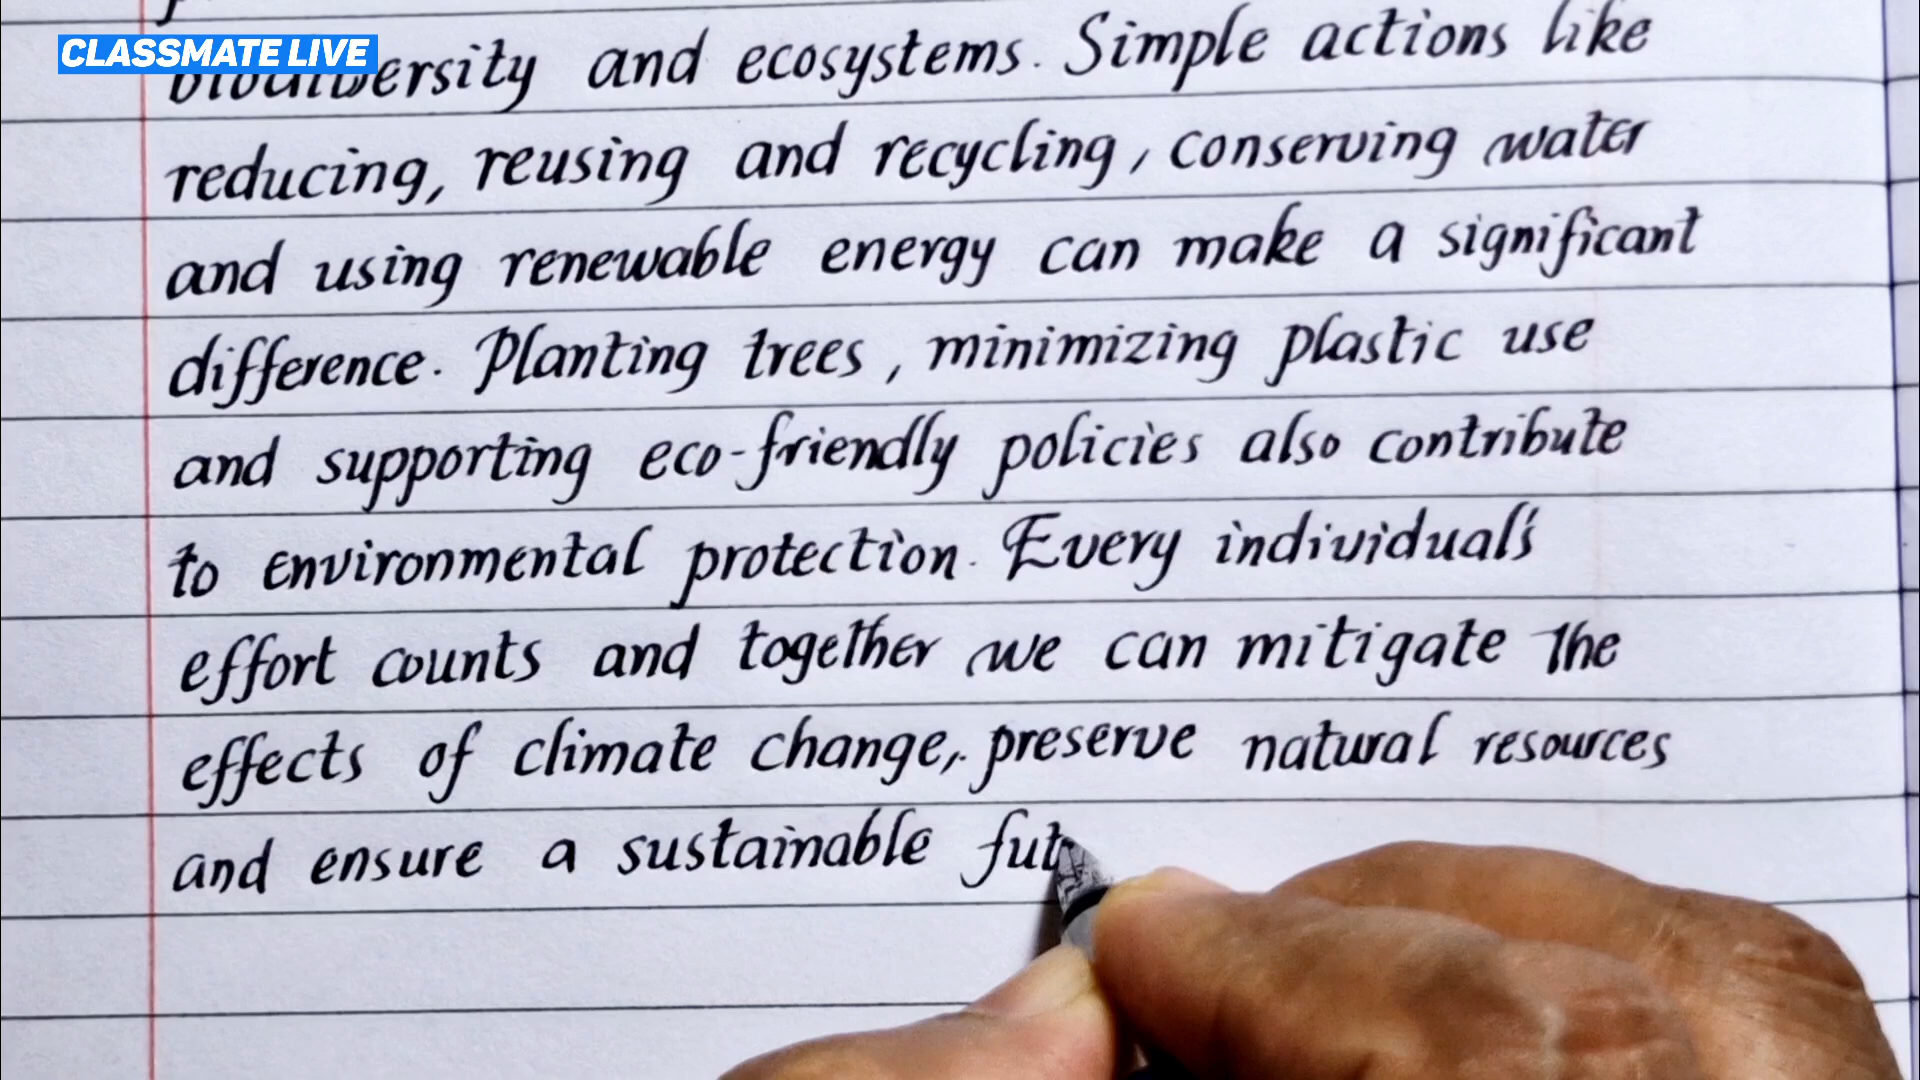 CLASSMATE LIVE
biodiversity and ecosystems. Simple actions like
reducing, reusing and recycling, conserving water
and using renewable energy can make a significant
difference. Planting trees, minimizing plastic use
and supporting eco-friendly policies also contribute
to environmental protection. Every individual's
effort counts and together we can mitigate the
effects of climate change, preserve natural resources
and ensure a sustainable fut